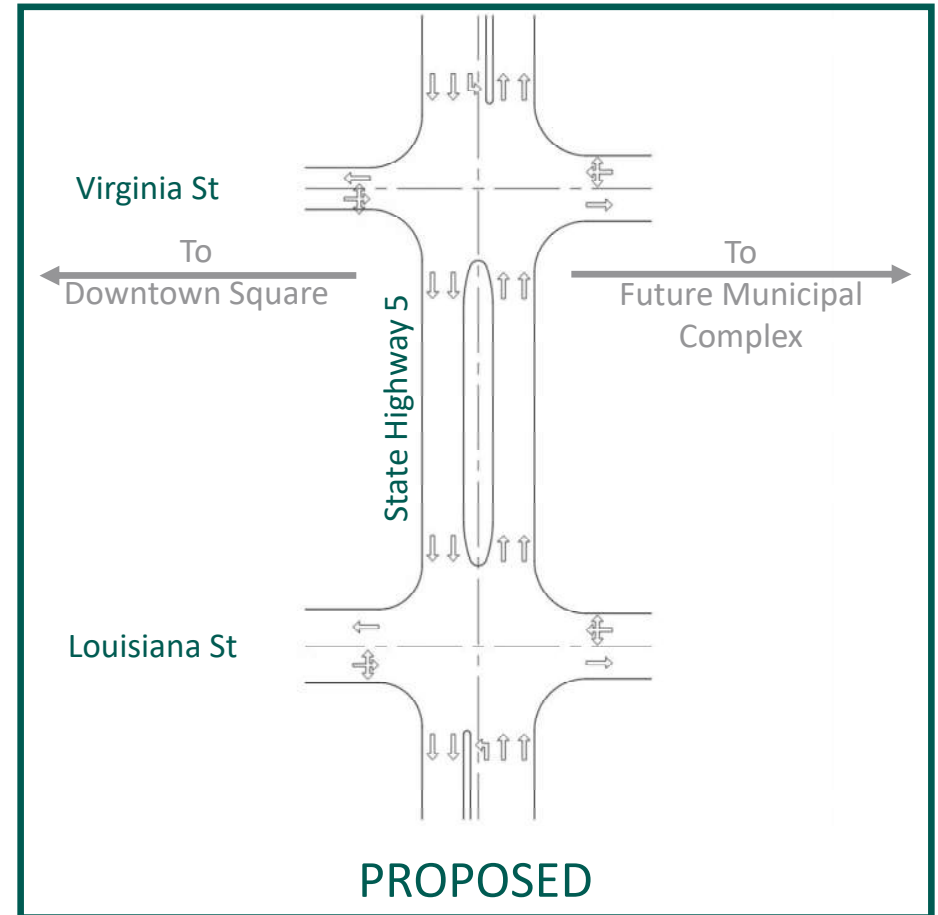 Virginia St
To
Downtown Square
To
Future Municipal
Complex
State Highway 5
Louisiana St
PROPOSED